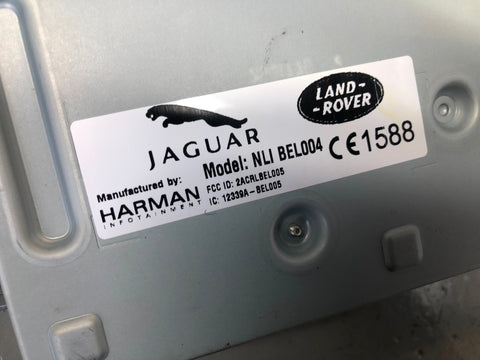 LAND-
-ROVER
JAGUAR
Model: NLI BEL004
CE1588
Manufactured by:
HARMAN
INFOTAINMENT
FCC ID: 2ACRLBEL005
IC: 12339A-BEL005